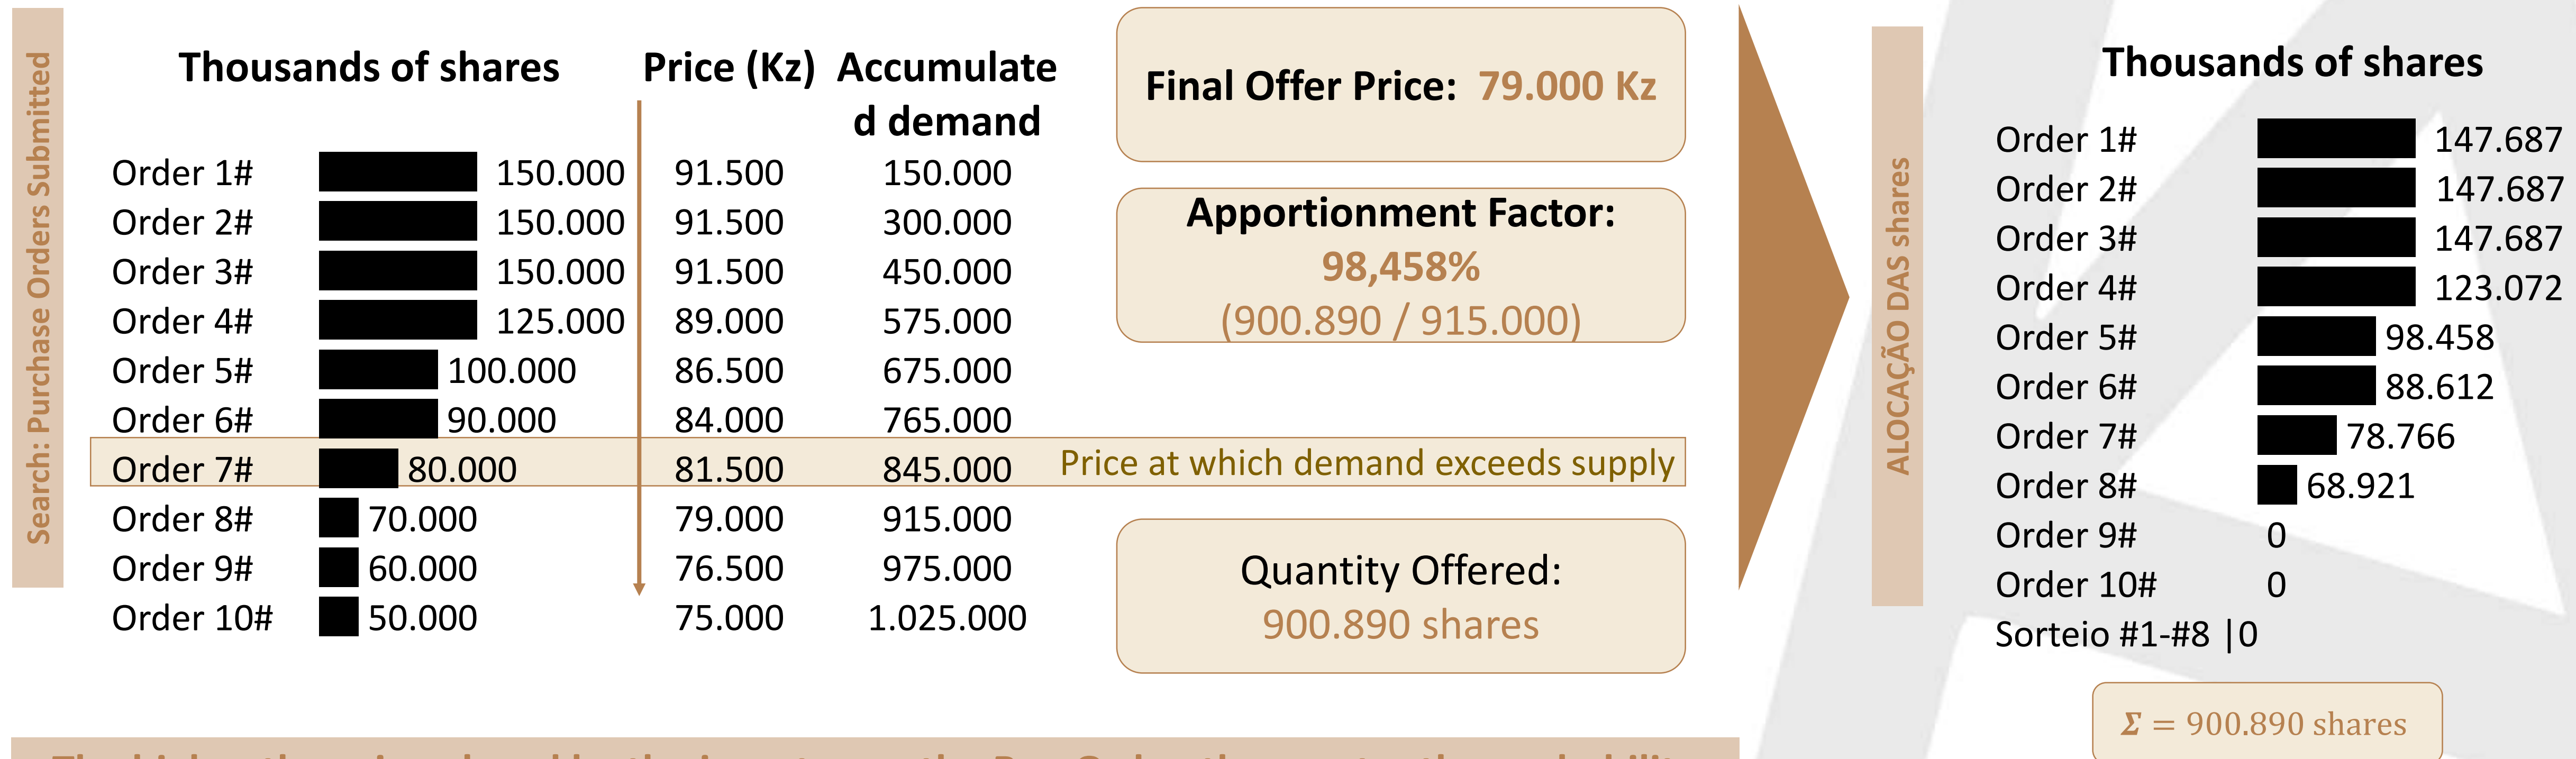 Search: Purchase Orders Submitted
Thousands of shares Price (Kz) Accumulate
d demand
Order 1# 150.000 91.500 150.000
Order 2# 150.000 91.500 300.000
Order 3# 150.000 91.500 450.000
Order 4# 125.000 89.000 575.000
Order 5# 100.000 86.500 675.000
Order 6# 90.000 84.000 765.000
Order 7# 80.000 81.500 845.000 Price at which demand exceeds supply
Order 8# 70.000 79.000 915.000
Order 9# 60.000 76.500 975.000
Order 10# 50.000 75.000 1.025.000
Final Offer Price: 79.000 Kz
Apportionment Factor:
98,458%
(900.890 / 915.000)
Quantity Offered:
900.890 shares
ALOCAÇÃO DAS shares
Thousands of shares
Order 1# 147.687
Order 2# 147.687
Order 3# 147.687
Order 4# 123.072
Order 5# 98.458
Order 6# 88.612
Order 7# 78.766
Order 8# 68.921
Order 9# 0
Order 10# 0
Sorteio #1-#8 |0
Σ = 900.890 shares